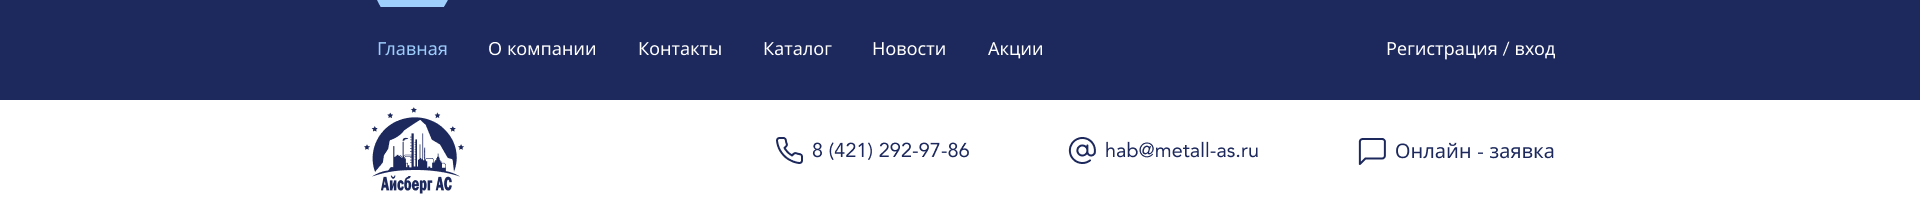 Главная О компании Контакты Каталог Новости Акции Регистрация / вход
8 (421) 292-97-86 hab@metall-as.ru Онлайн - заявка
Айсберг АС